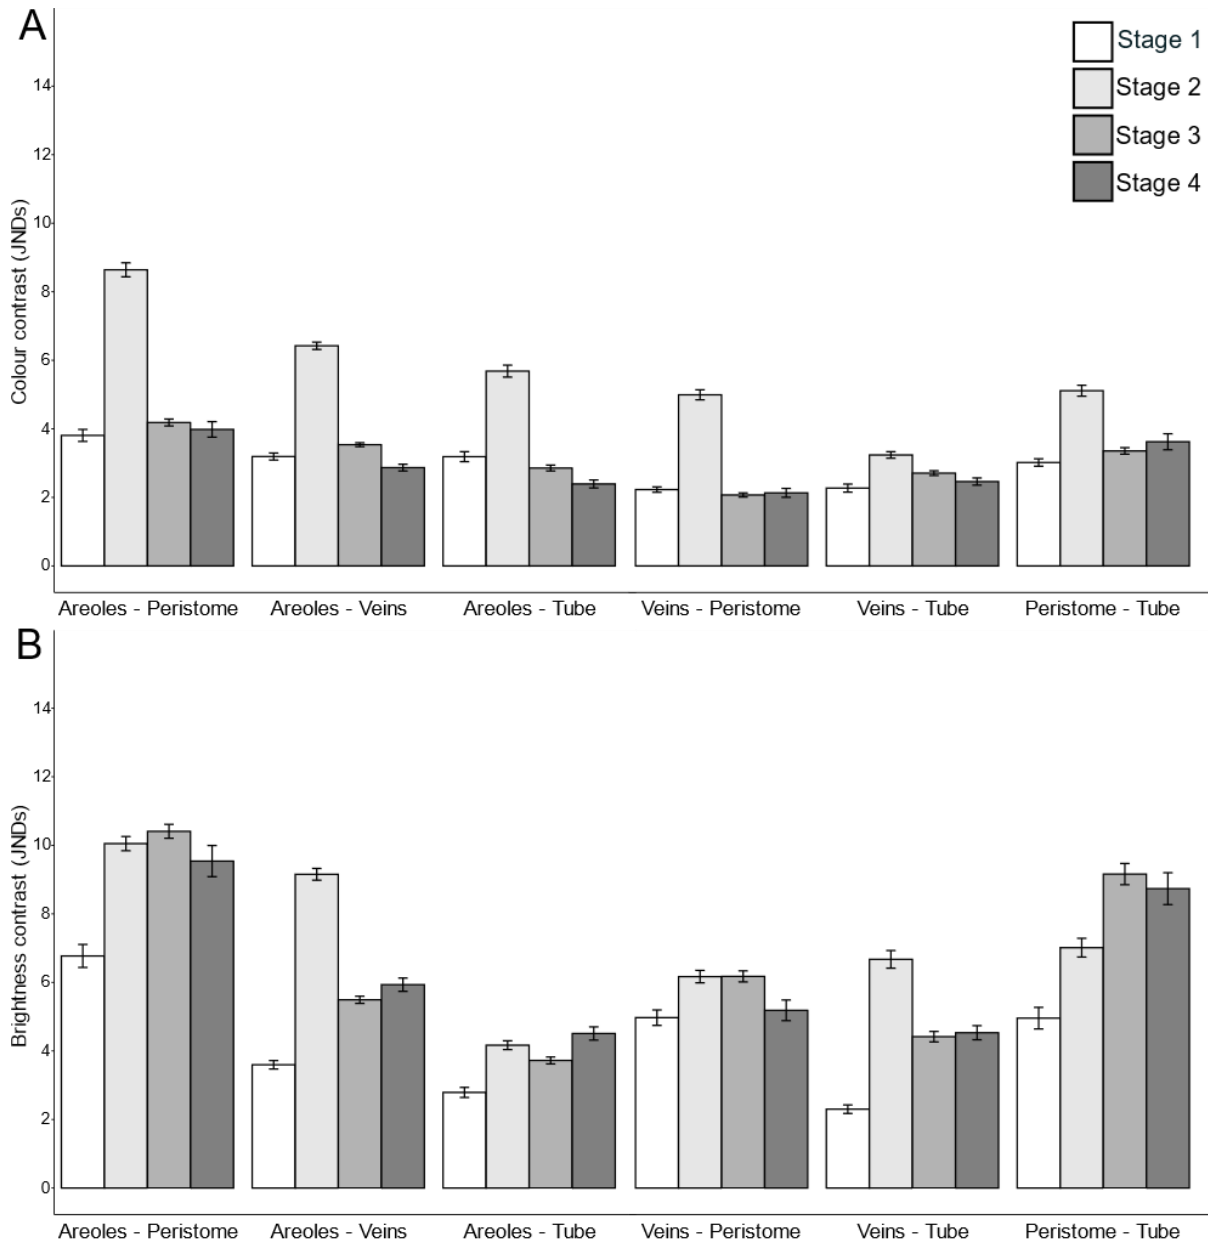 A
Stage 1
Stage 2
Stage 3
Stage 4
14
12
10
8
6
4
2
0
Colour contrast (JNDs)
Areoles - Peristome
Areoles - Veins
Areoles - Tube
Veins - Peristome
Veins - Tube
Peristome - Tube
B
14
12
10
8
6
4
2
0
Brightness contrast (JNDs)
Areoles - Peristome
Areoles - Veins
Areoles - Tube
Veins - Peristome
Veins - Tube
Peristome - Tube